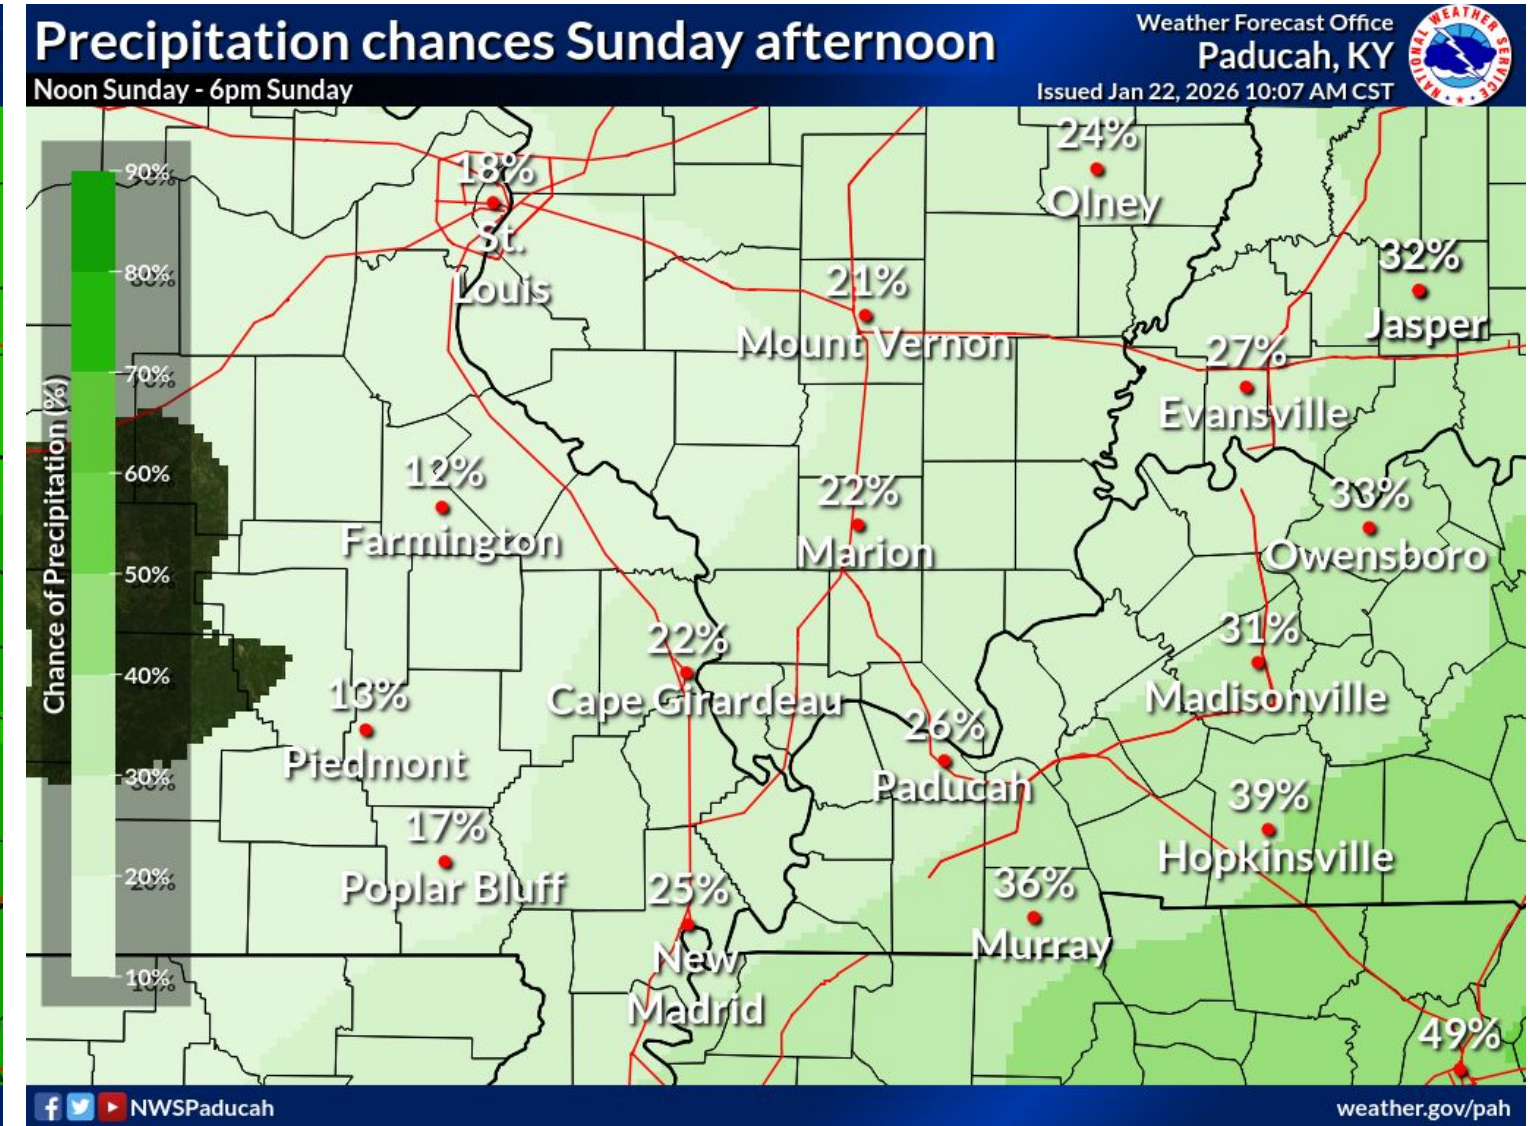 Precipitation chances Sunday afternoon
Noon Sunday - 6pm Sunday
Weather Forecast Office
Paducah, KY
Issued Jan 22, 2026 10:07 AM CST
NATIONAL WEATHER SERVICE
Chance of Precipitation (%)
90%
80%
70%
60%
50%
40%
30%
20%
10%
24%
Olney
18%
St.
Louis
32%
Jasper
21%
Mount Vernon
27%
Evansville
12%
Farmington
22%
Marion
33%
Owensboro
22%
Cape Girardeau
31%
Madisonville
13%
Piedmont
26%
Paducah
39%
Hopkinsville
17%
Poplar Bluff
25%
New
Madrid
36%
Murray
49%
NWSPaducah
weather.gov/pah